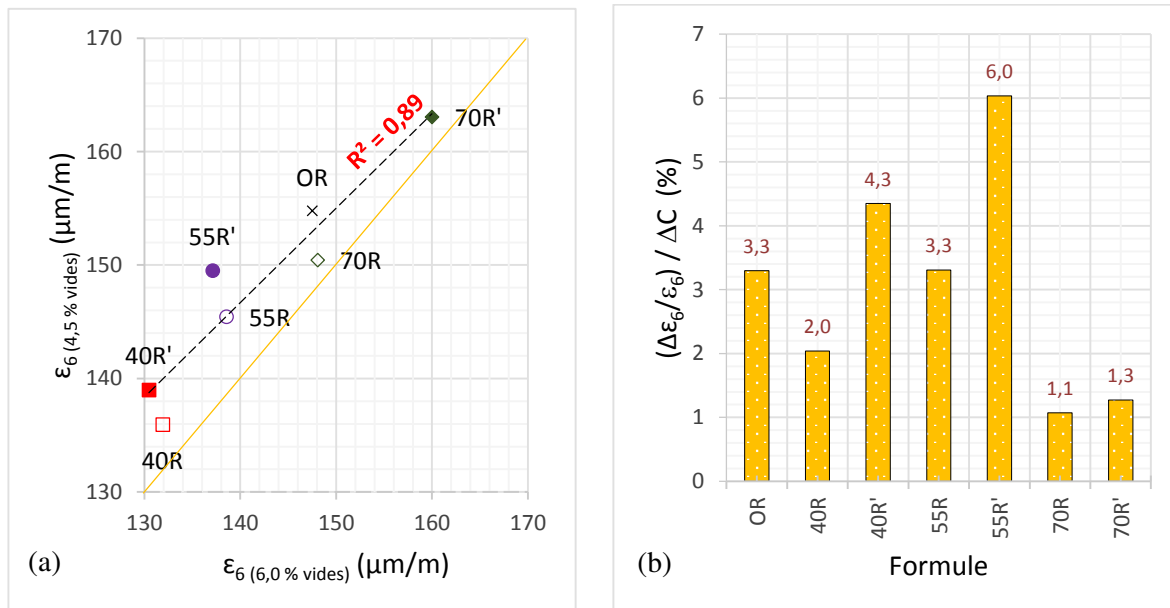 170
160
150
140
130
ε6 (4,5 % vides) (µm/m)
R² = 0,89
70R'
OR
55R'
70R
55R
40R'
40R
130 140 150 160 170
ε6 (6,0 % vides) (µm/m)
(a)
7
6
5
4
3
2
1
0
(Δε6/ε6) / ΔC (%)
3,3
2,0
4,3
3,3
6,0
1,1
1,3
OR
40R
40R'
55R
55R'
70R
70R'
Formule
(b)